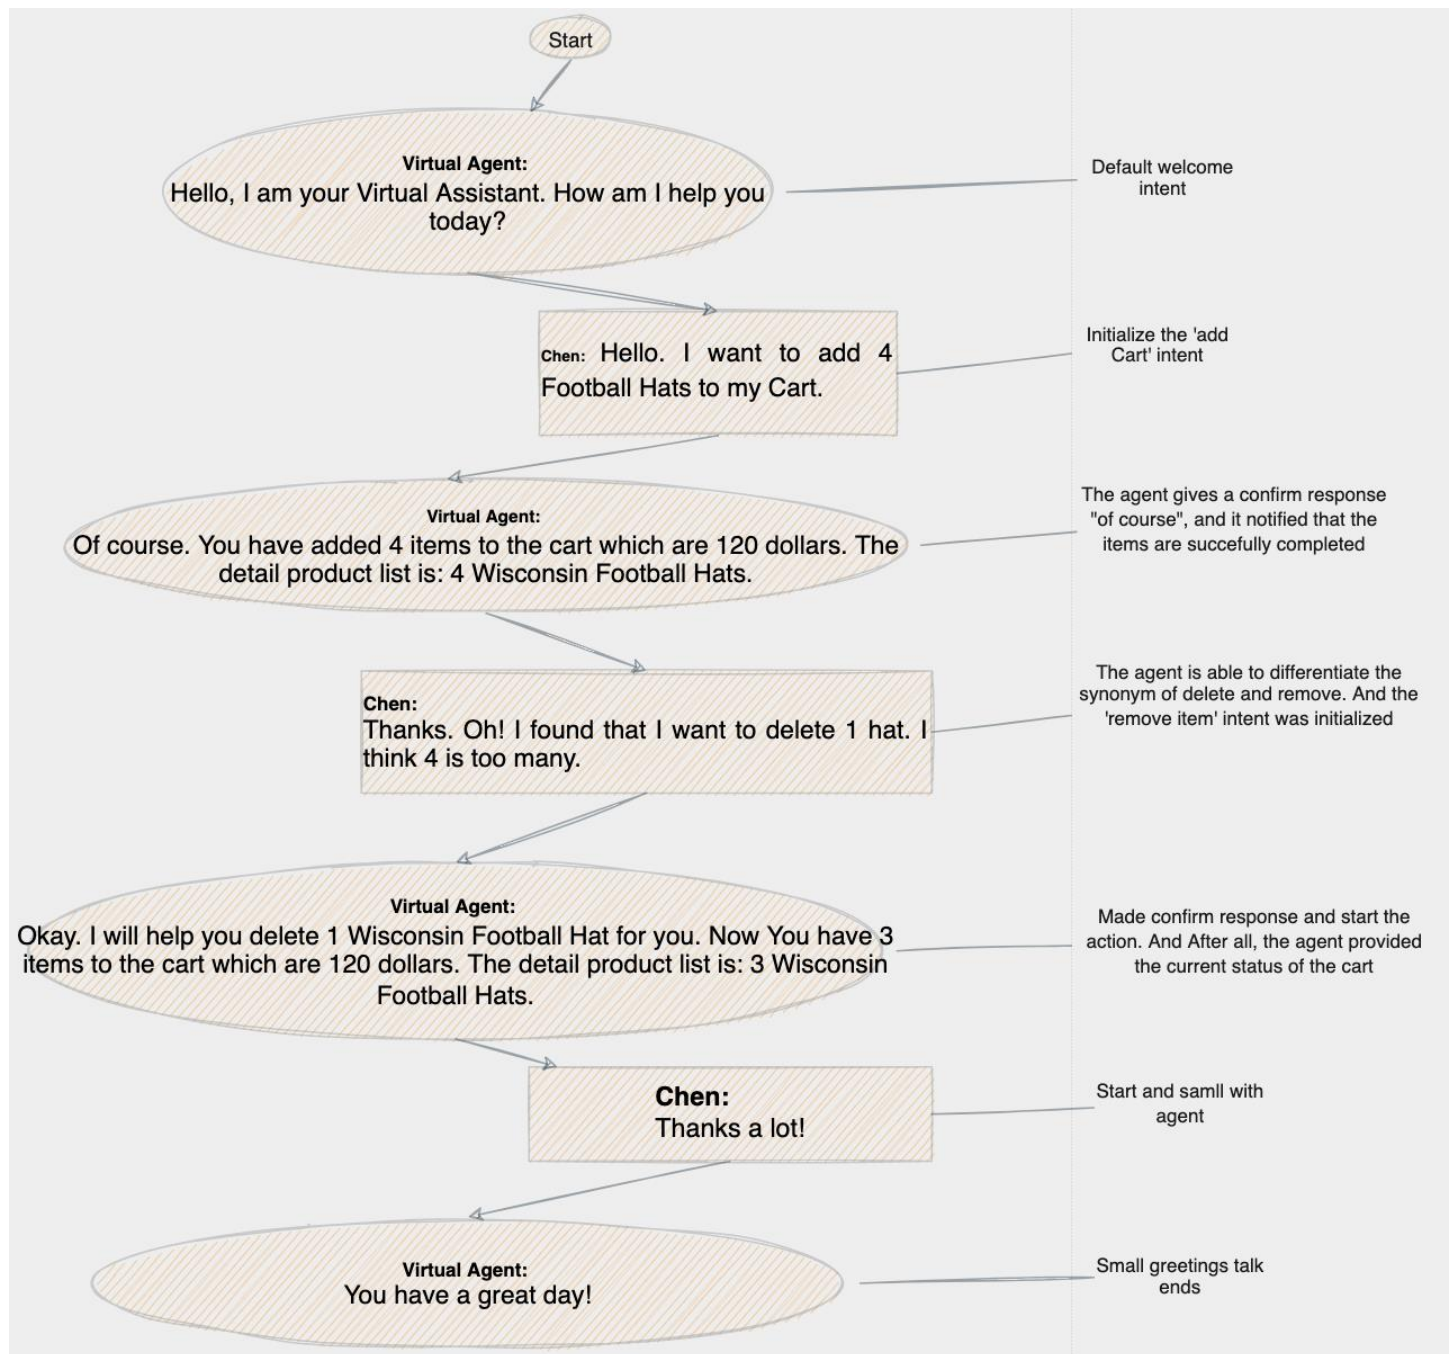 Start
Virtual Agent:
Hello, I am your Virtual Assistant. How am I help you
today?
Default welcome
intent
Chen: Hello. I want to add 4
Football Hats to my Cart.
Initialize the 'add
Cart' intent
Virtual Agent:
Of course. You have added 4 items to the cart which are 120 dollars. The
detail product list is: 4 Wisconsin Football Hats.
The agent gives a confirm response
"of course", and it notified that the
items are succefully completed
Chen:
Thanks. Oh! I found that I want to delete 1 hat. I
think 4 is too many.
The agent is able to differentiate the
synonym of delete and remove. And the
'remove item' intent was initialized
Virtual Agent:
Okay. I will help you delete 1 Wisconsin Football Hat for you. Now You have 3
items to the cart which are 120 dollars. The detail product list is: 3 Wisconsin
Football Hats.
Made confirm response and start the
action. And After all, the agent provided
the current status of the cart
Chen:
Thanks a lot!
Start and samll with
agent
Virtual Agent:
You have a great day!
Small greetings talk
ends